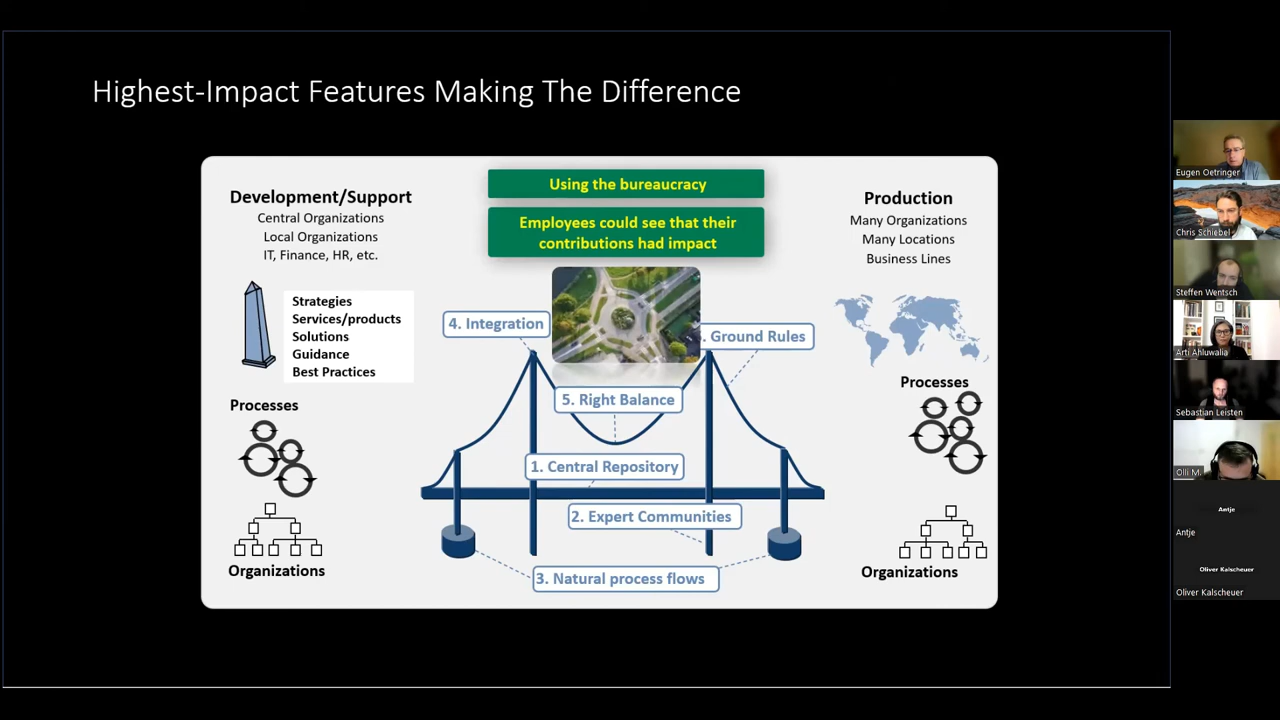 Highest-Impact Features Making The Difference
Development/Support
Central Organizations
Local Organizations
IT, Finance, HR, etc.
Strategies
Services/products
Solutions
Guidance
Best Practices
Processes
Organizations
Using the bureaucracy
Employees could see that their
contributions had impact
4. Integration
Ground Rules
5. Right Balance
1. Central Repository
2. Expert Communities
3. Natural process flows
Production
Many Organizations
Many Locations
Business Lines
Processes
Organizations
Eugen Oetringer
Chris Schiebel
Steffen Wentsch
Arti Ahluwalia
Sebastian Leisten
Olli M.
Antje
Antje
Oliver Kalscheuer
Oliver Kalscheuer